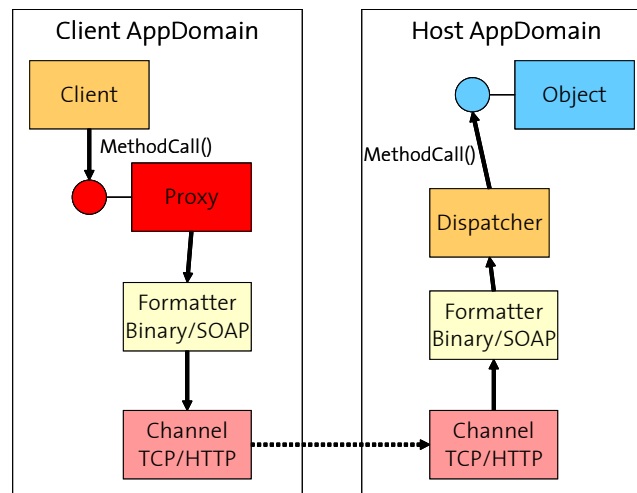 Client AppDomain
Client
MethodCall()
Proxy
Formatter
Binary/SOAP
Channel
TCP/HTTP
Host AppDomain
Object
MethodCall()
Dispatcher
Formatter
Binary/SOAP
Channel
TCP/HTTP